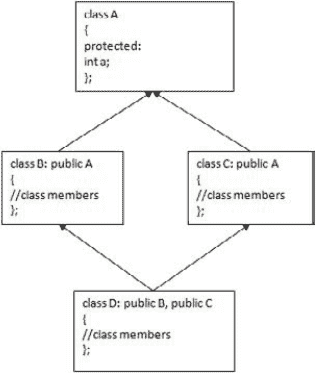 class A
{
protected:
int a;
};
class B: public A
{
//class members
};
class C: public A
{
//class members
};
class D: public B, public C
{
//class members
};